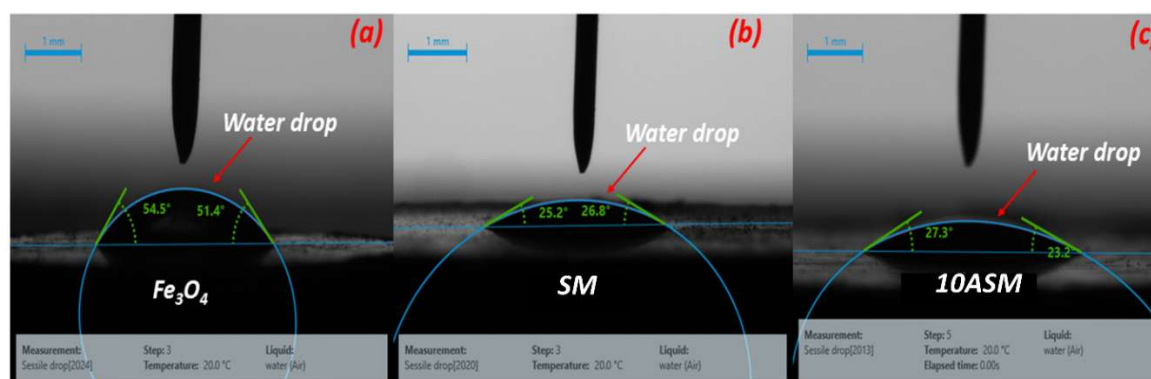 1 mm
(a)
Water drop
54.5°
51.4°
Fe3O4
Measurement:
Sessile drop[2024]
Step: 3
Temperature: 20.0 °C
Liquid:
water (Air)
1 mm
(b)
Water drop
25.2°
26.8°
SM
Measurement:
Sessile drop[2020]
Step: 3
Temperature: 20.0 °C
Liquid:
water (Air)
1 mm
(c)
Water drop
27.3°
23.2°
10ASM
Measurement:
Sessile drop[2013]
Step: 5
Temperature: 20.0 °C
Elapsed time: 0.00s
Liquid:
water (Air)